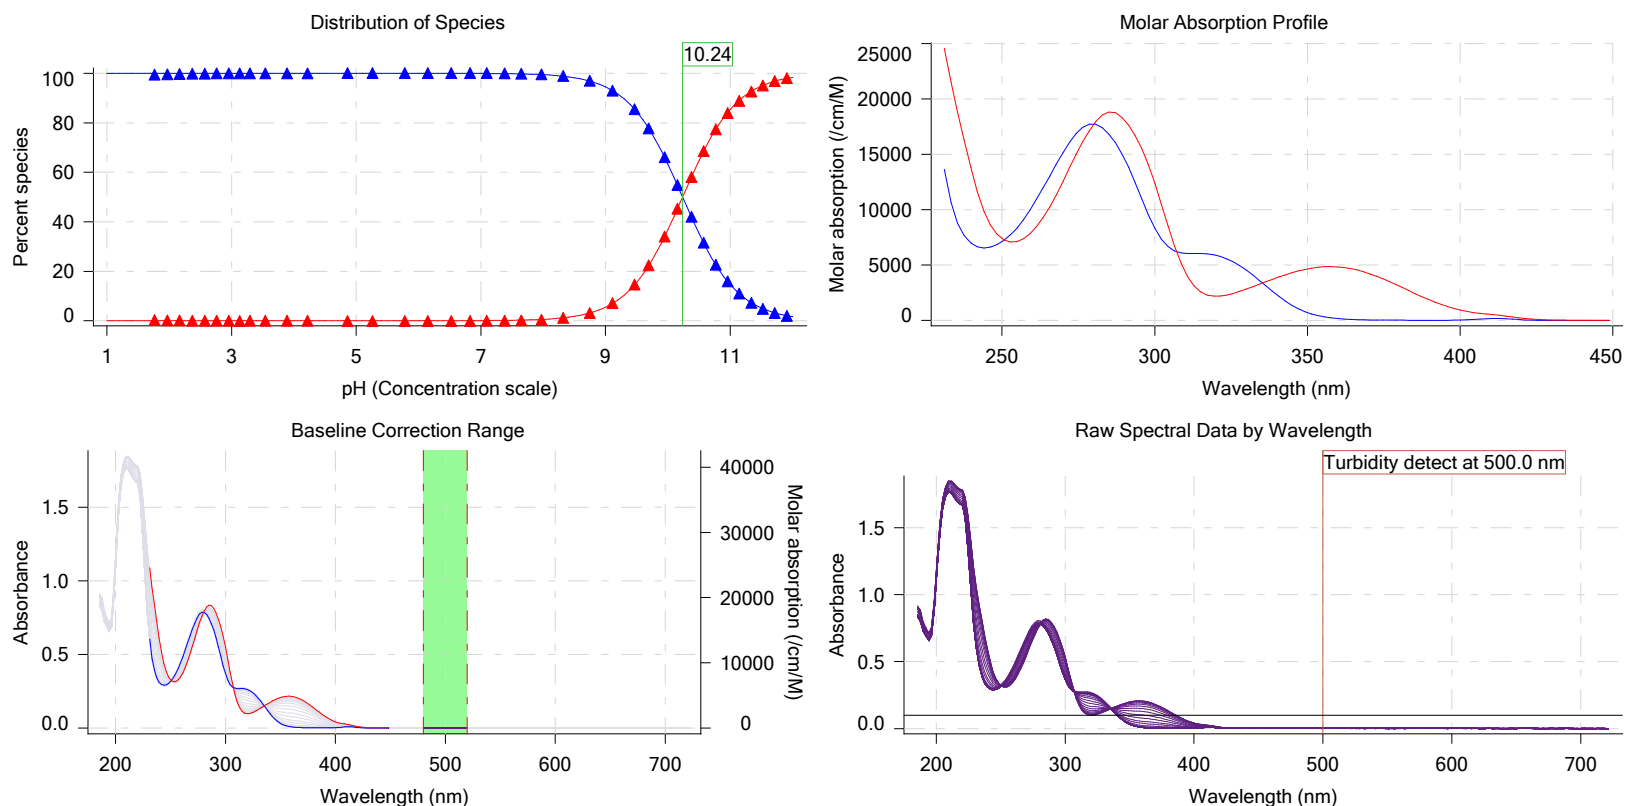 Distribution of Species
10.24
100
80
60
40
20
0
Percent species
1 3 5 7 9 11
pH (Concentration scale)
Molar Absorption Profile
25000
20000
15000
10000
5000
0
Molar absorption (/cm/M)
250 300 350 400 450
Wavelength (nm)
Baseline Correction Range
1.5
1.0
0.5
0.0
Absorbance
40000
30000
20000
10000
0
Molar absorption (/cm/M)
200 300 400 500 600 700
Wavelength (nm)
Raw Spectral Data by Wavelength
Turbidity detect at 500.0 nm
1.5
1.0
0.5
0.0
Absorbance
200 300 400 500 600 700
Wavelength (nm)